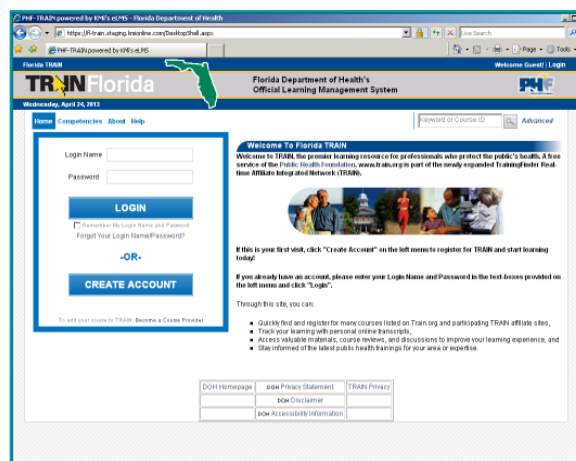 PHF-TRAIN powered by KMi's eLMS - Florida Department of Health
https://fl-train.staging.kmionline.com/DesktopShell.aspx
Live Search
PHF-TRAIN powered by KMi's eLMS
Page Tools
Florida TRAIN
Welcome Guest! | Login
TRAIN Florida
Florida Department of Health's
Official Learning Management System
PHF
Wednesday, April 24, 2013
Home Competencies About Help
Keyword or Course ID
Advanced
Login Name
Password
LOGIN
Remember My Login Name and Password
Forgot Your Login Name/Password?
-OR-
CREATE ACCOUNT
To add your course to TRAIN: Become a Course Provider
Welcome To Florida TRAIN
Welcome to TRAIN, the premier learning resource for professionals who protect the public's health. A free
service of the Public Health Foundation, www.train.org is part of the newly expanded TrainingFinder Real-
time Affiliate Integrated Network (TRAIN).
If this is your first visit, click "Create Account" on the left menu to register for TRAIN and start learning
today!
If you already have an account, please enter your Login Name and Password in the text-boxes provided on
the left menu and click "Login".
Through this site, you can:
Quickly find and register for many courses listed on Train.org and participating TRAIN affiliate sites,
Track your learning with personal online transcripts,
Access valuable materials, course reviews, and discussions to improve your learning experience, and
Stay informed of the latest public health trainings for your area or expertise.
DOH Homepage DOH Privacy Statement TRAIN Privacy
DOH Disclaimer
DOH Accessibility Information